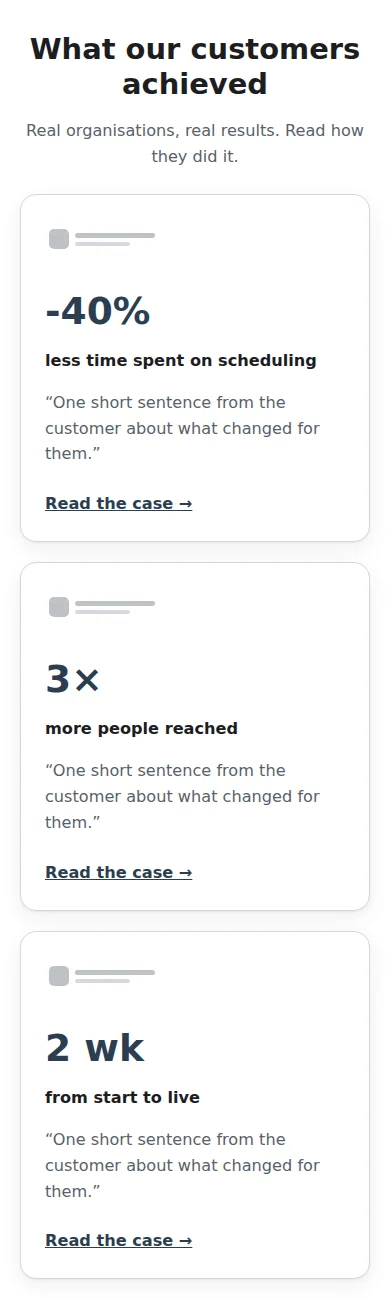 What our customers
achieved
Real organisations, real results. Read how
they did it.
-40%
less time spent on scheduling
“One short sentence from the
customer about what changed for
them.”
Read the case →
3×
more people reached
“One short sentence from the
customer about what changed for
them.”
Read the case →
2 wk
from start to live
“One short sentence from the
customer about what changed for
them.”
Read the case →